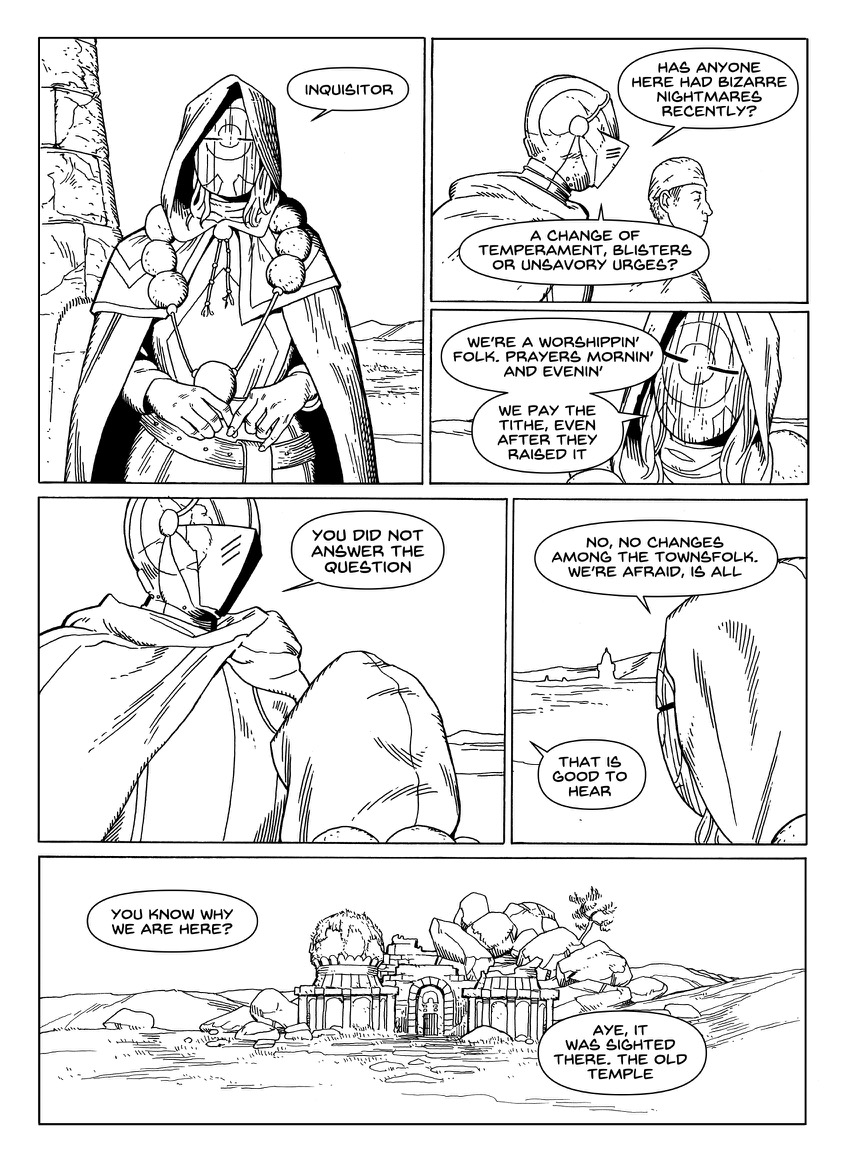 INQUISITOR
HAS ANYONE
HERE HAD BIZARRE
NIGHTMARES
RECENTLY?
A CHANGE OF
TEMPERAMENT, BLISTERS
OR UNSAVORY URGES?
WE'RE A WORSHIPPIN'
FOLK. PRAYERS MORNIN'
AND EVENIN'
WE PAY THE
TITHE, EVEN
AFTER THEY
RAISED IT
YOU DID NOT
ANSWER THE
QUESTION
NO, NO CHANGES
AMONG THE TOWNSFOLK.
WE'RE AFRAID, IS ALL
THAT IS
GOOD TO
HEAR
YOU KNOW WHY
WE ARE HERE?
AYE, IT
WAS SIGHTED
THERE. THE OLD
TEMPLE